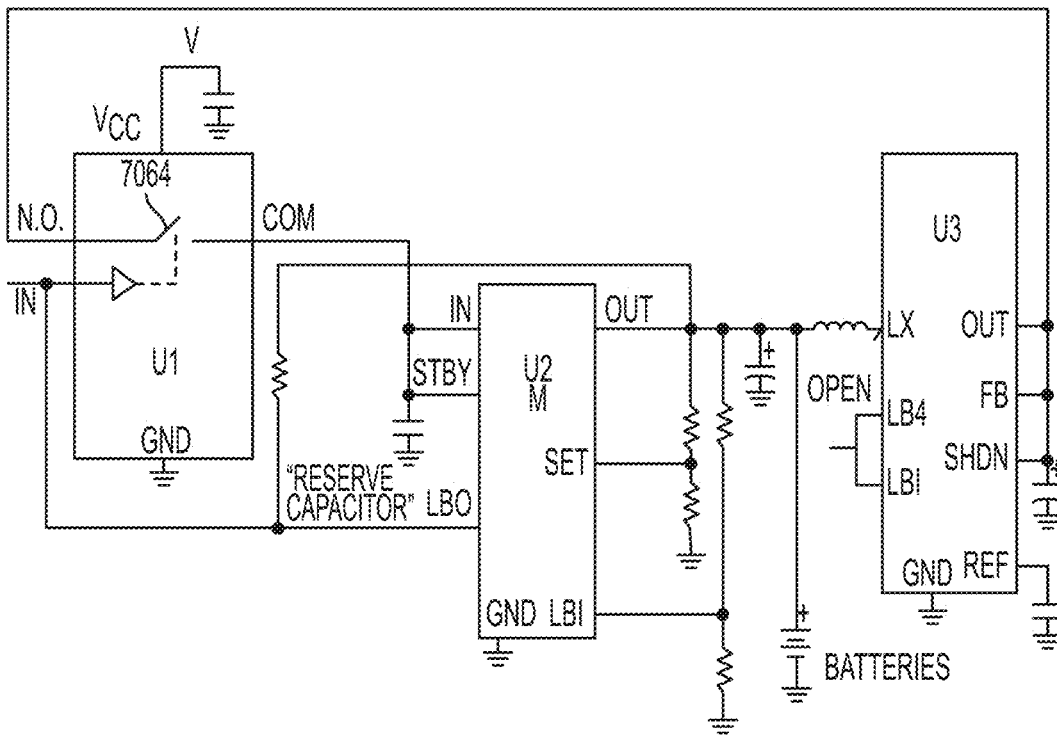 V
VCC
7064
N.O.
COM
IN
U1
GND
"RESERVE
CAPACITOR"
IN
OUT
STBY
U2
M
SET
LBO
GND
LBI
+
+
BATTERIES
U3
LX
OUT
OPEN
LB4
FB
LBI
SHDN
+
GND
REF